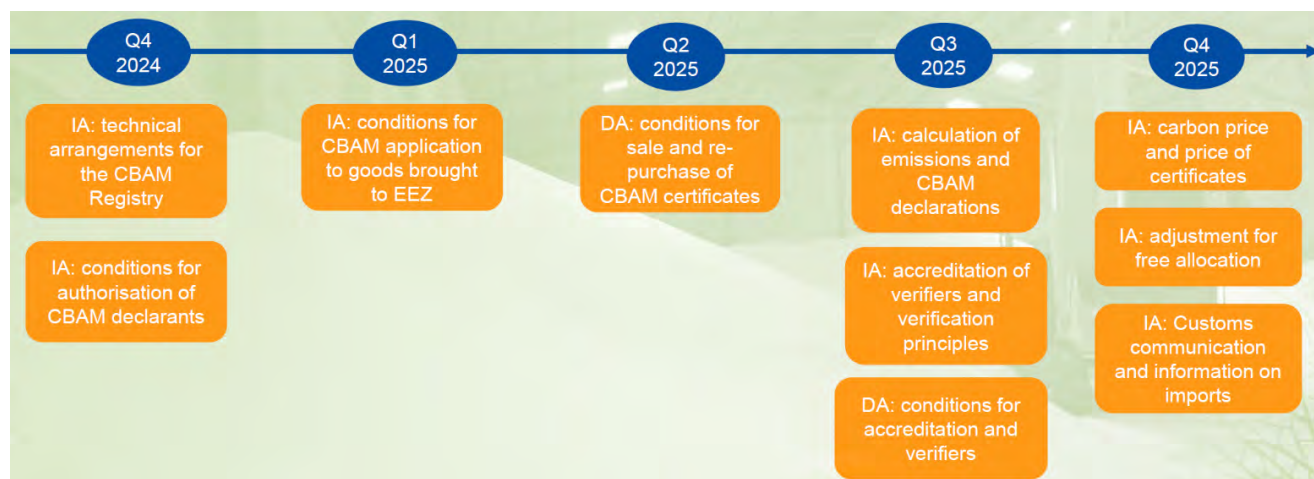 Q4
2024
Q1
2025
Q2
2025
Q3
2025
Q4
2025
IA: technical
arrangements for
the CBAM
Registry
IA: conditions for
authorisation of
CBAM declarants
IA: conditions for
CBAM application
to goods brought
to EEZ
DA: conditions for
sale and re-
purchase of
CBAM certificates
IA: calculation of
emissions and
CBAM
declarations
IA: accreditation of
verifiers and
verification
principles
DA: conditions for
accreditation and
verifiers
IA: carbon price
and price of
certificates
IA: adjustment for
free allocation
IA: Customs
communication
and information on
imports